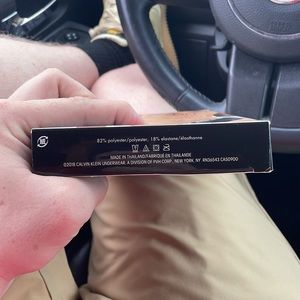 82% polyester/polyester, 18% elastane/élasthanne
MADE IN THAILAND/FABRIQUÉ EN THAILANDE
©2018 CALVIN KLEIN UNDERWEAR. A DIVISION OF PVH CORP. NEW YORK, NY RN36543 CA50900